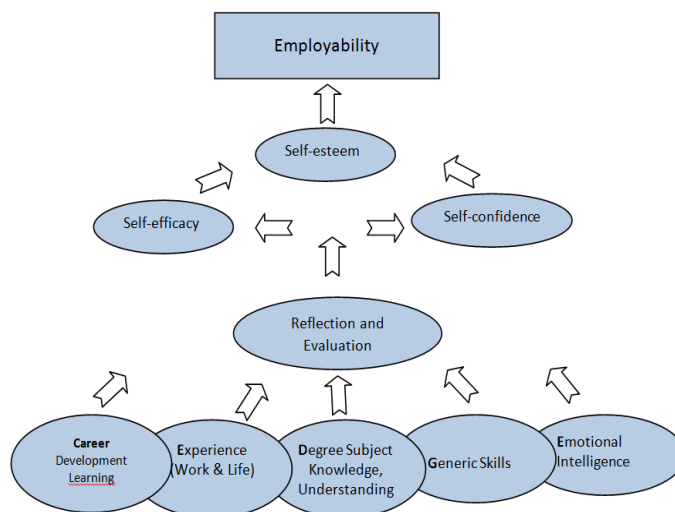 Employability
Self-esteem
Self-efficacy
Self-confidence
Reflection and
Evaluation
Career
Development
Learning
Experience
(Work & Life)
Degree Subject
Knowledge,
Understanding
Generic Skills
Emotional
Intelligence